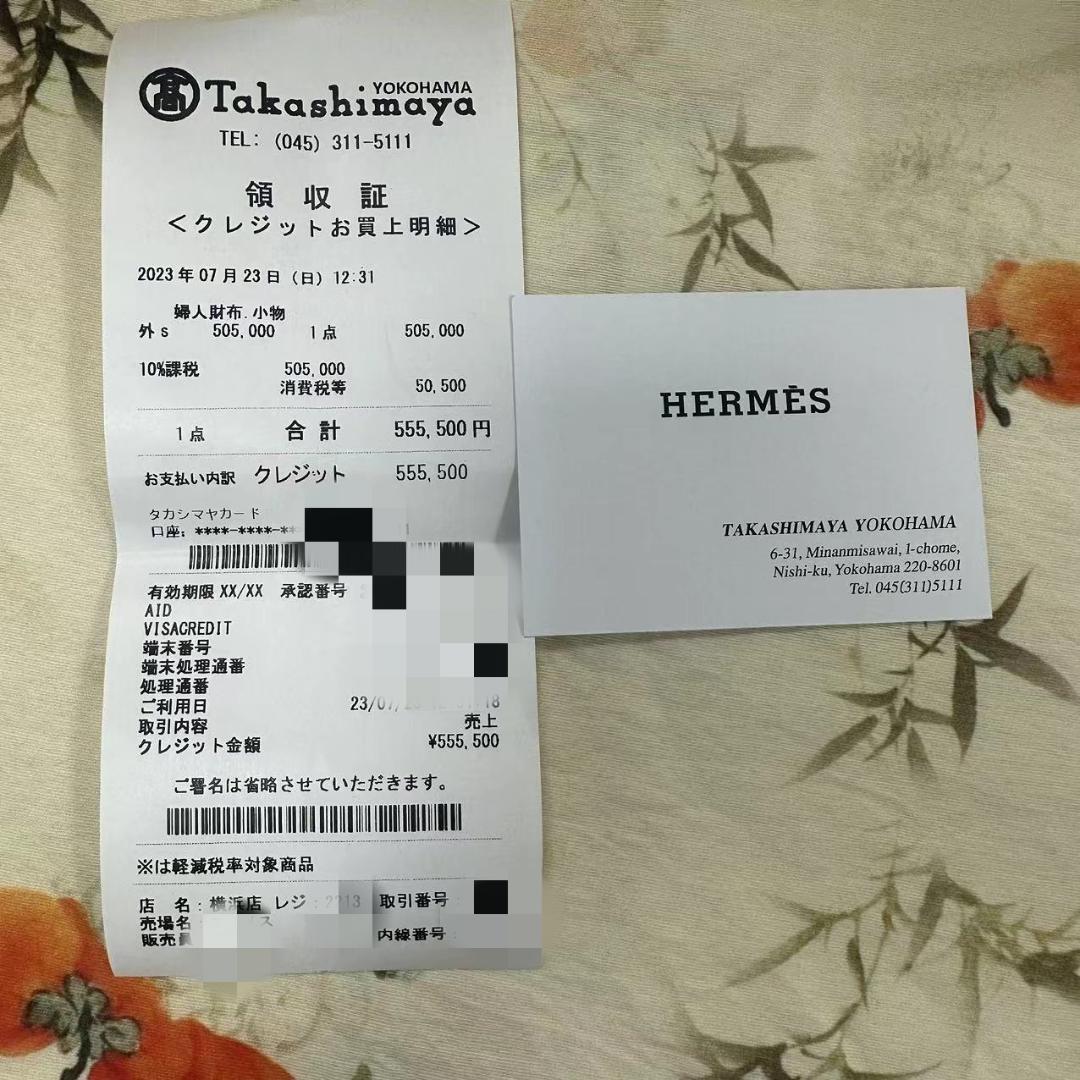 高 Takashimaya YOKOHAMA
TEL: (045) 311-5111
領収証
<クレジットお買上明細>
2023年07月23日(日) 12:31
婦人財布.小物
外s 505,000 1点 505,000
10%課税 505,000
消費税等 50,500
1点 合計 555,500円
お支払い内訳 クレジット 555,500
タカシマヤカード
口座: ****-****-**
有効期限 XX/XX 承認番号
AID
VISACREDIT
端末番号
端末処理通番
処理通番
ご利用日 23/07/
取引内容 売上
クレジット金額 ¥555,500
ご署名は省略させていただきます。
※は軽減税率対象商品
店 名: 横浜店 レジ: 取引番号
売場名: ス
販売員 内線番号
HERMÈS
TAKASHIMAYA YOKOHAMA
6-31, Minanmisawai, 1-chome,
Nishi-ku, Yokohama 220-8601
Tel. 045(311)5111